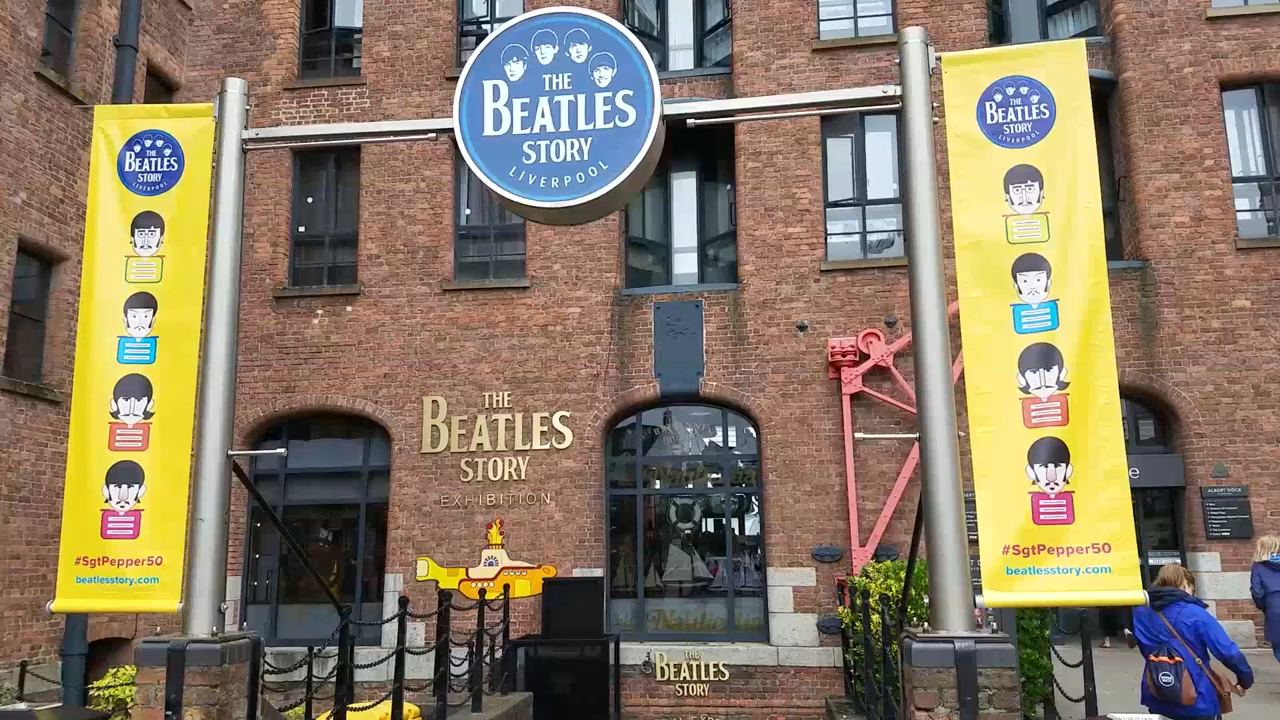 THE
BEATLES
STORY
LIVERPOOL
THE
BEATLES
STORY
LIVERPOOL
#SgtPepper50
beatlesstory.com
THE
BEATLES
STORY
LIVERPOOL
#SgtPepper50
beatlesstory.com
THE
BEATLES
STORY
EXHIBITION
THE
BEATLES
STORY
ALBERT DOCK